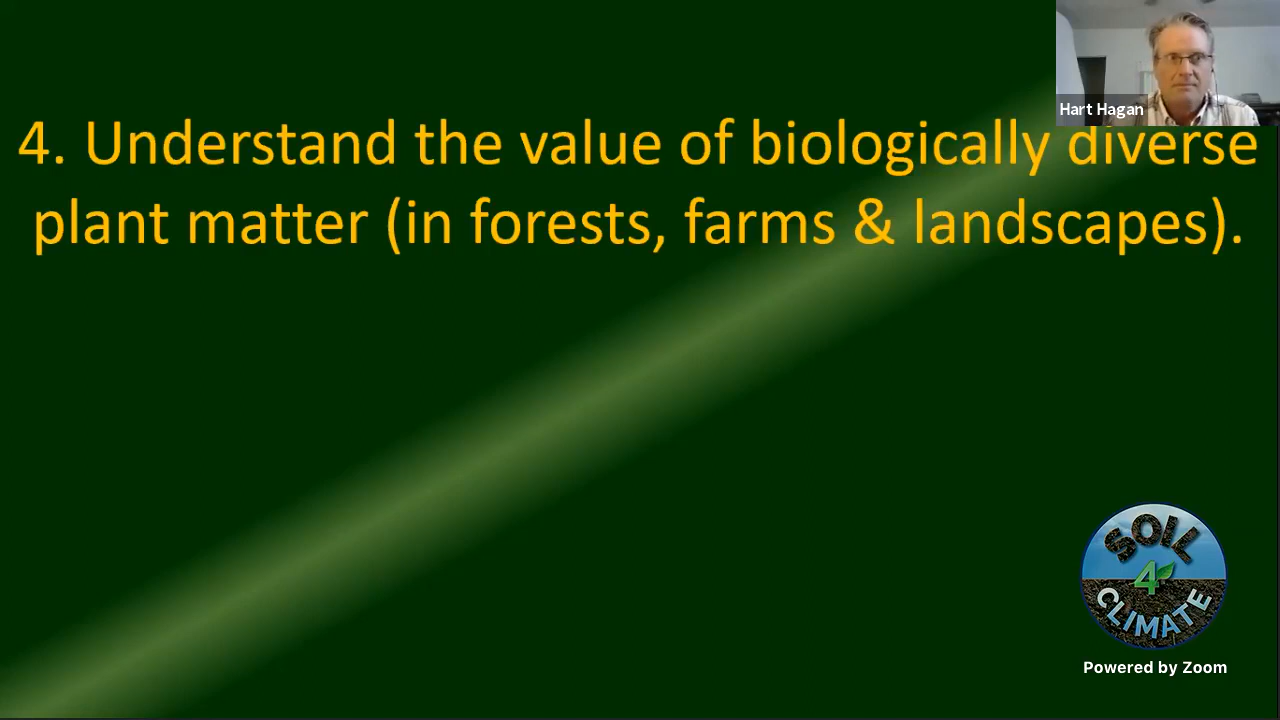 Hart Hagan
4. Understand the value of biologically diverse
plant matter (in forests, farms & landscapes).
SOIL
4
CLIMATE
Powered by Zoom